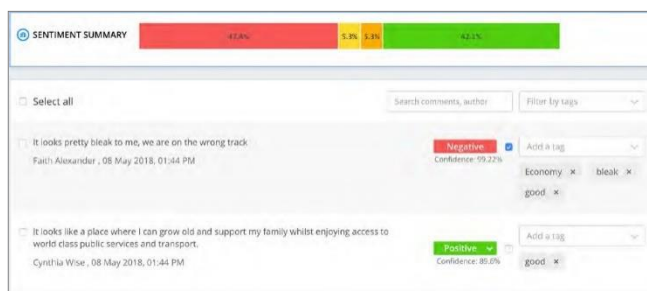 SENTIMENT SUMMARY
5.3% 5.3% 42.1%
Select all
Search comments, author
Filter by tags
It looks pretty bleak to me, we are on the wrong track
Faith Alexander , 08 May 2018, 01:44 PM
Negative
Confidence: 99.22%
Add a tag
Economy × bleak ×
good ×
It looks like a place where I can grow old and support my family whilst enjoying access to
world class public services and transport.
Cynthia Wise , 08 May 2018, 01:44 PM
Positive
Confidence: 89.6%
Add a tag
good ×